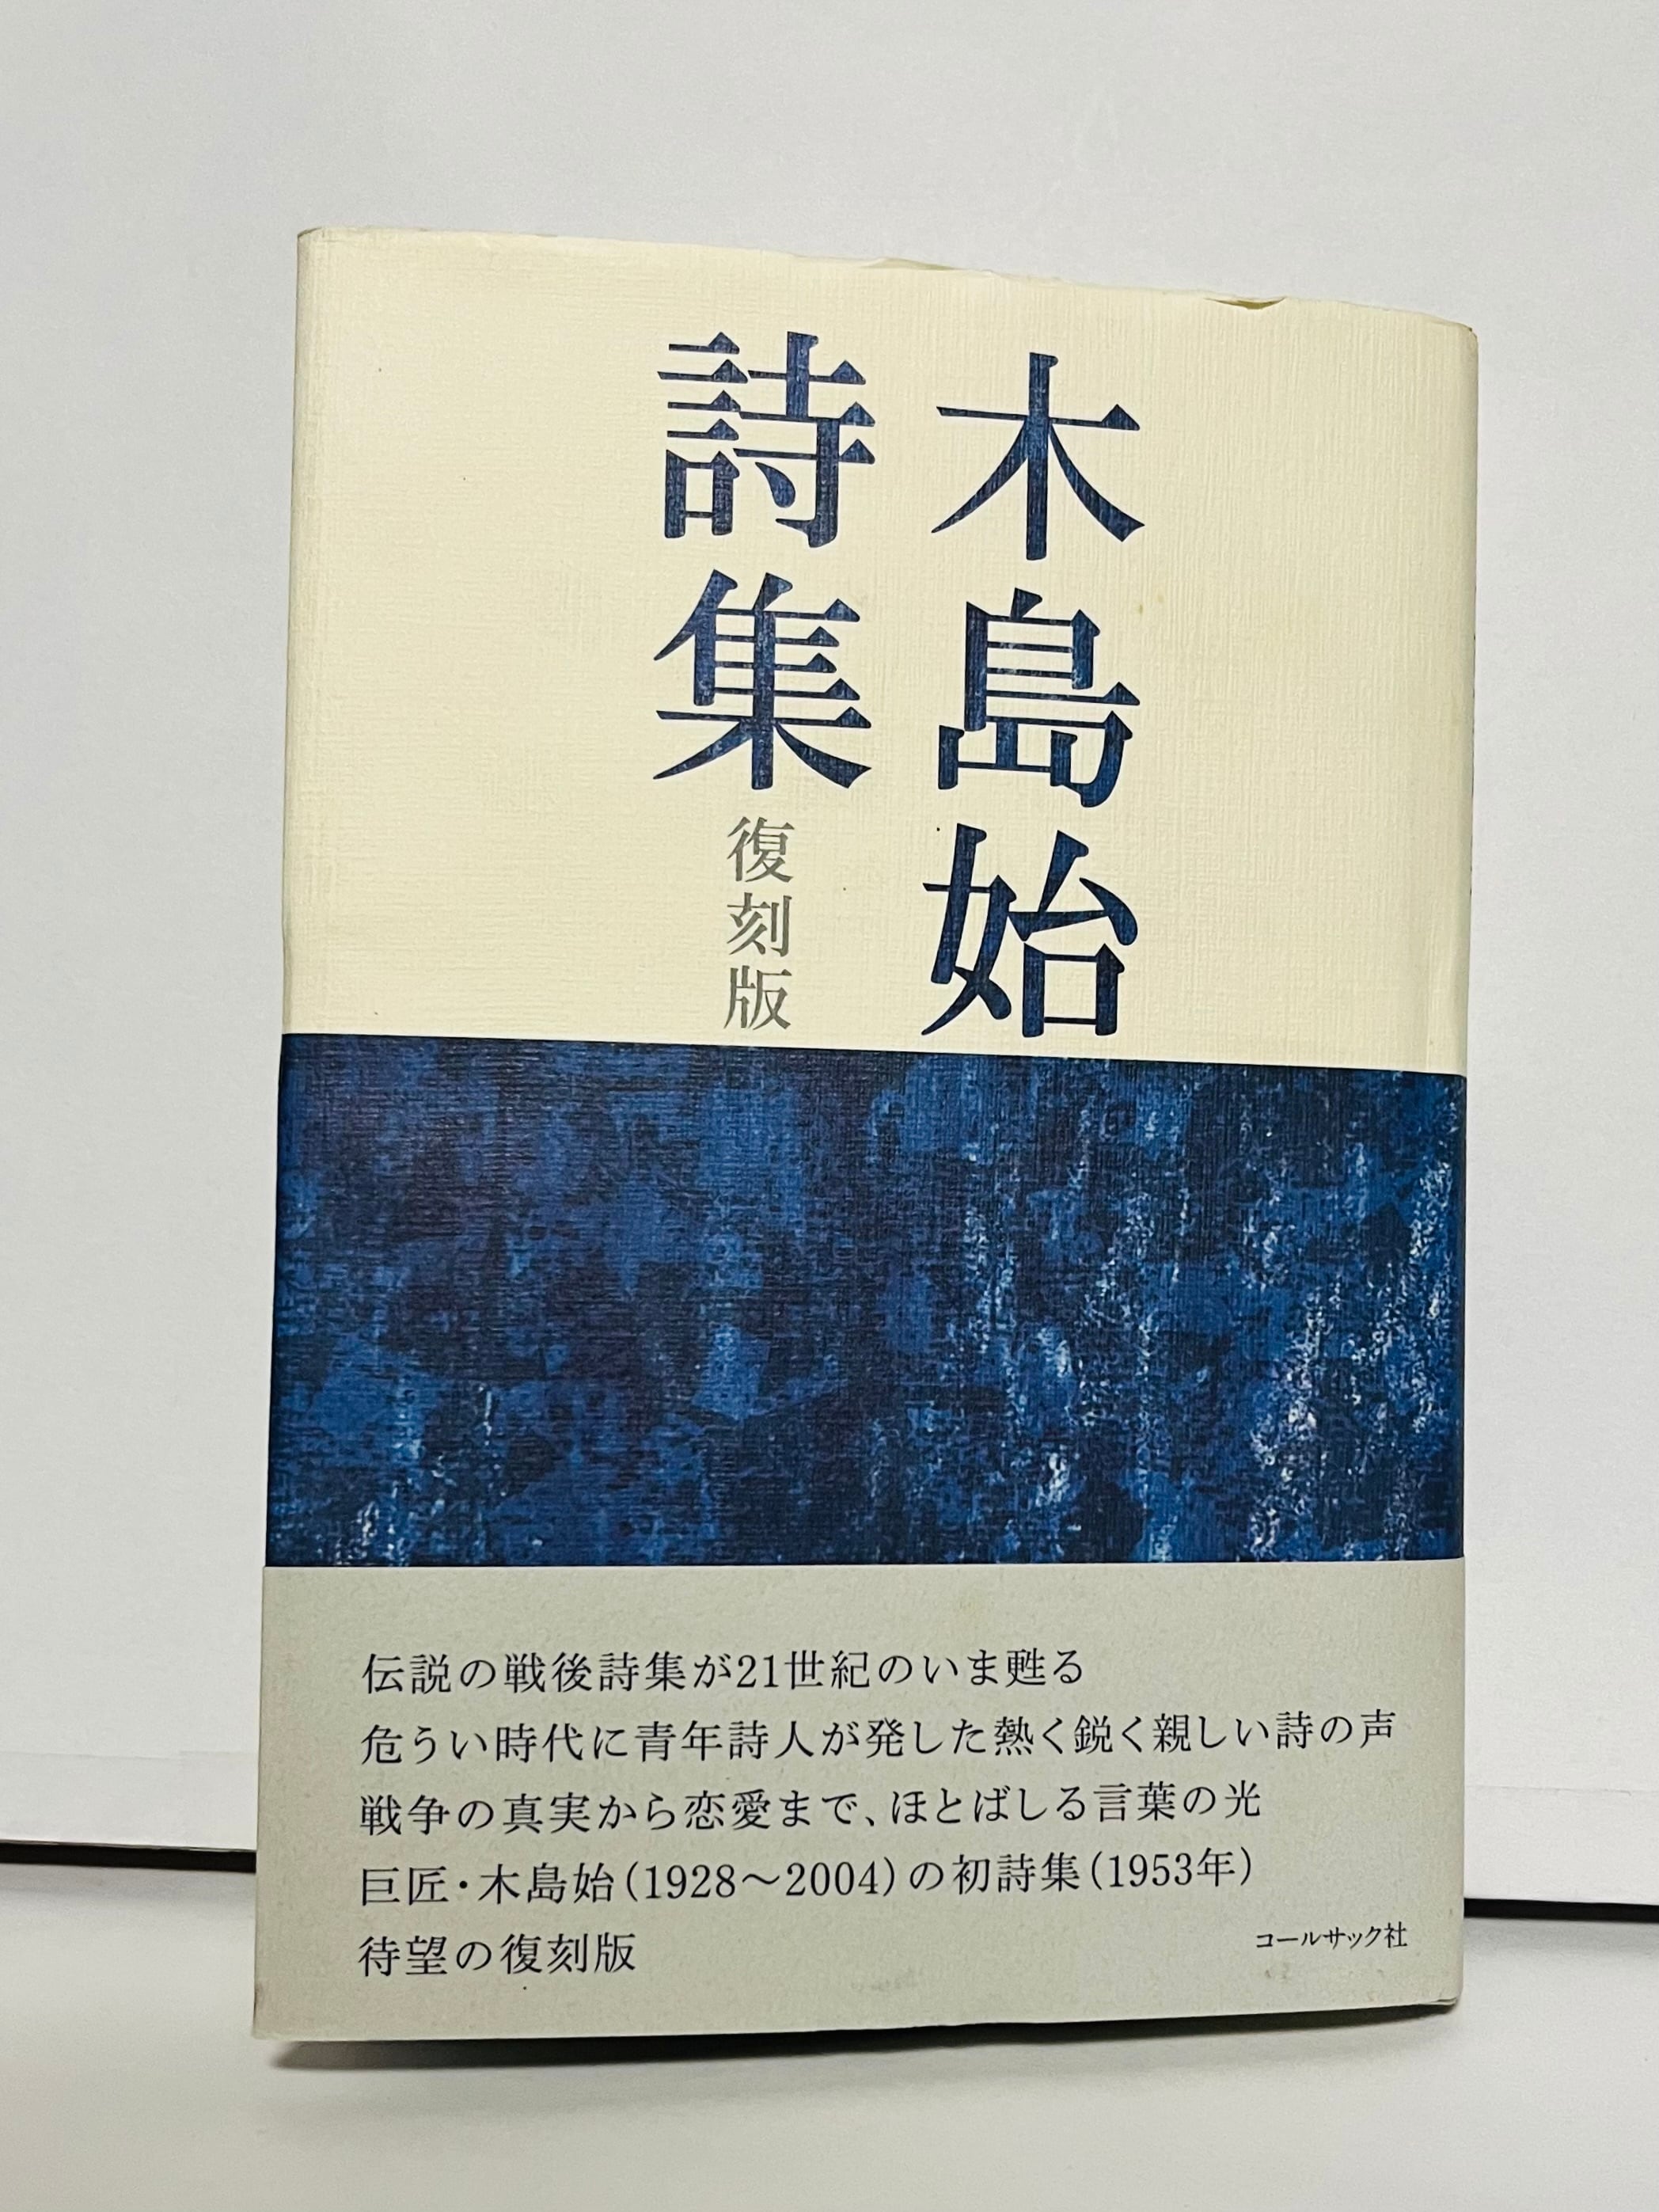 木島始
詩集
復刻版
伝説の戦後詩集が21世紀のいま甦る
危うい時代に青年詩人が発した熱く鋭く親しい詩の声
戦争の真実から恋愛まで、ほとばしる言葉の光
巨匠・木島始(1928～2004)の初詩集(1953年)
待望の復刻版
コールサック社